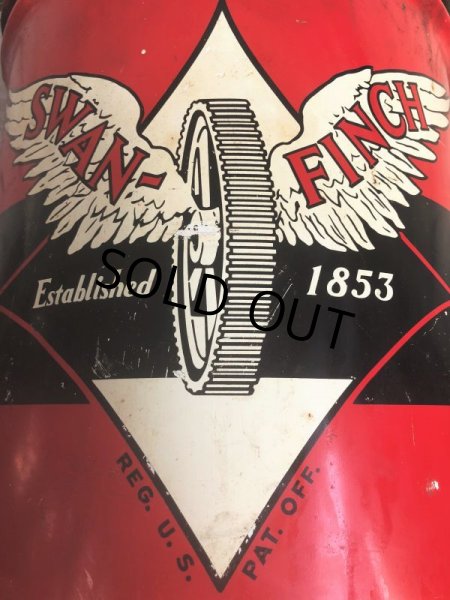 SWAN-FINCH
Established 1853
SOLD OUT
REG. U.S. PAT. OFF.